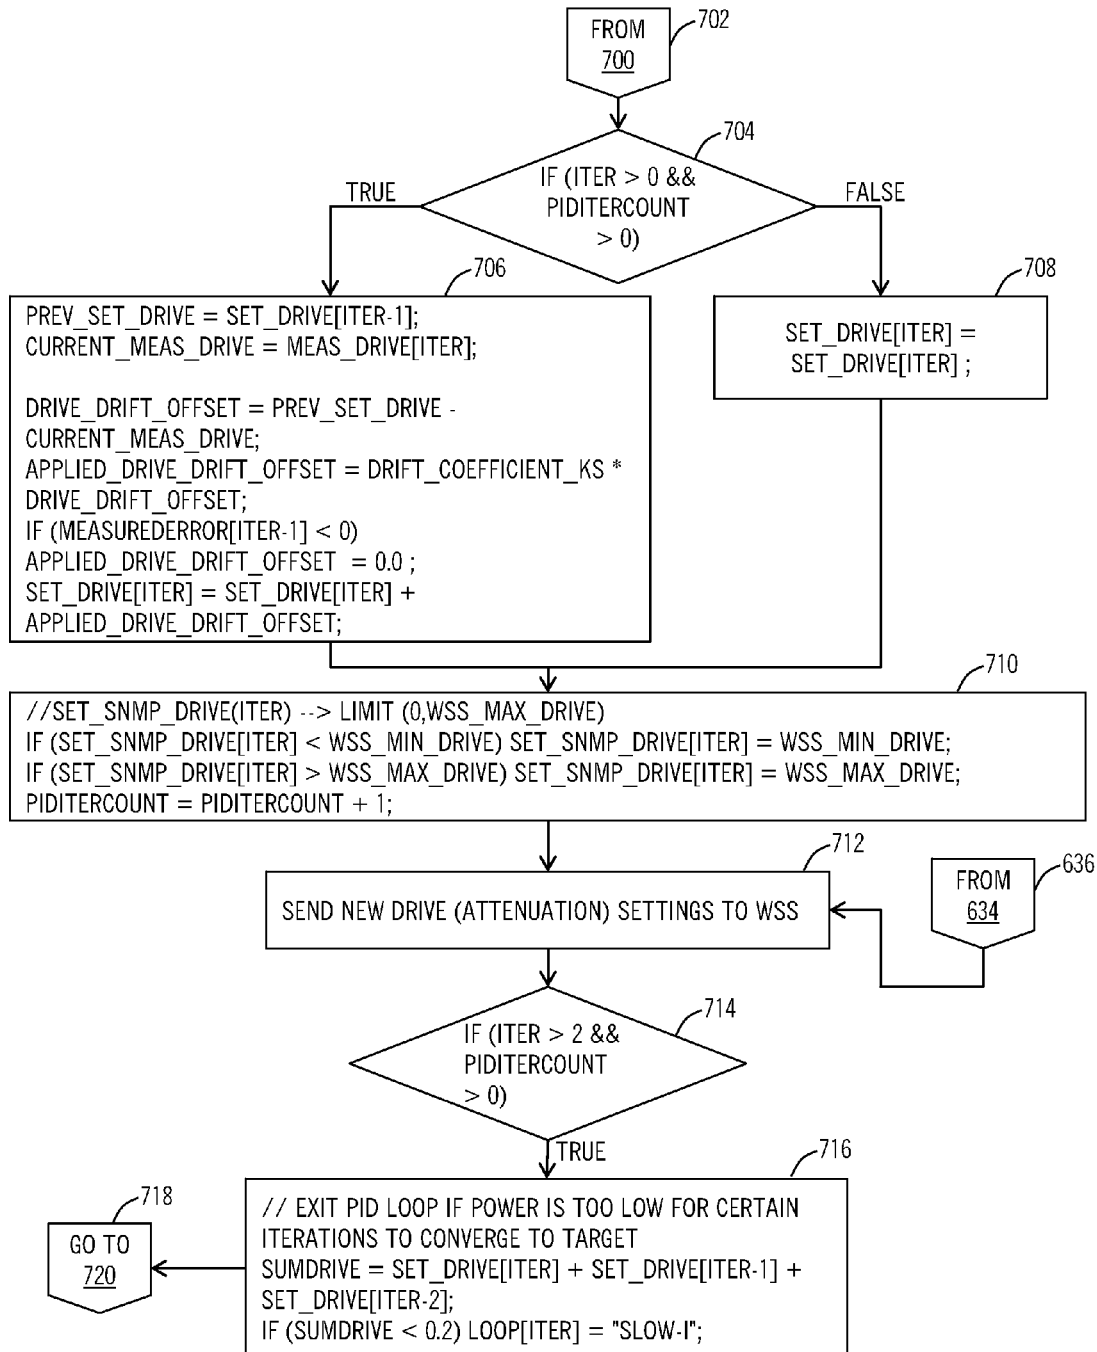 FROM
700
702
704
IF (ITER > 0 &&
PIDITERCOUNT
> 0)
TRUE
FALSE
706
PREV_SET_DRIVE = SET_DRIVE[ITER-1];
CURRENT_MEAS_DRIVE = MEAS_DRIVE[ITER];
DRIVE_DRIFT_OFFSET = PREV_SET_DRIVE -
CURRENT_MEAS_DRIVE;
APPLIED_DRIVE_DRIFT_OFFSET = DRIFT_COEFFICIENT_KS *
DRIVE_DRIFT_OFFSET;
IF (MEASUREDERROR[ITER-1] < 0)
APPLIED_DRIVE_DRIFT_OFFSET = 0.0 ;
SET_DRIVE[ITER] = SET_DRIVE[ITER] +
APPLIED_DRIVE_DRIFT_OFFSET;
708
SET_DRIVE[ITER] =
SET_DRIVE[ITER] ;
710
//SET_SNMP_DRIVE(ITER) --> LIMIT (0,WSS_MAX_DRIVE)
IF (SET_SNMP_DRIVE[ITER] < WSS_MIN_DRIVE) SET_SNMP_DRIVE[ITER] = WSS_MIN_DRIVE;
IF (SET_SNMP_DRIVE[ITER] > WSS_MAX_DRIVE) SET_SNMP_DRIVE[ITER] = WSS_MAX_DRIVE;
PIDITERCOUNT = PIDITERCOUNT + 1;
712
SEND NEW DRIVE (ATTENUATION) SETTINGS TO WSS
FROM
634
636
714
IF (ITER > 2 &&
PIDITERCOUNT
> 0)
TRUE
716
// EXIT PID LOOP IF POWER IS TOO LOW FOR CERTAIN
ITERATIONS TO CONVERGE TO TARGET
SUMDRIVE = SET_DRIVE[ITER] + SET_DRIVE[ITER-1] +
SET_DRIVE[ITER-2];
IF (SUMDRIVE < 0.2) LOOP[ITER] = "SLOW-I";
718
GO TO
720